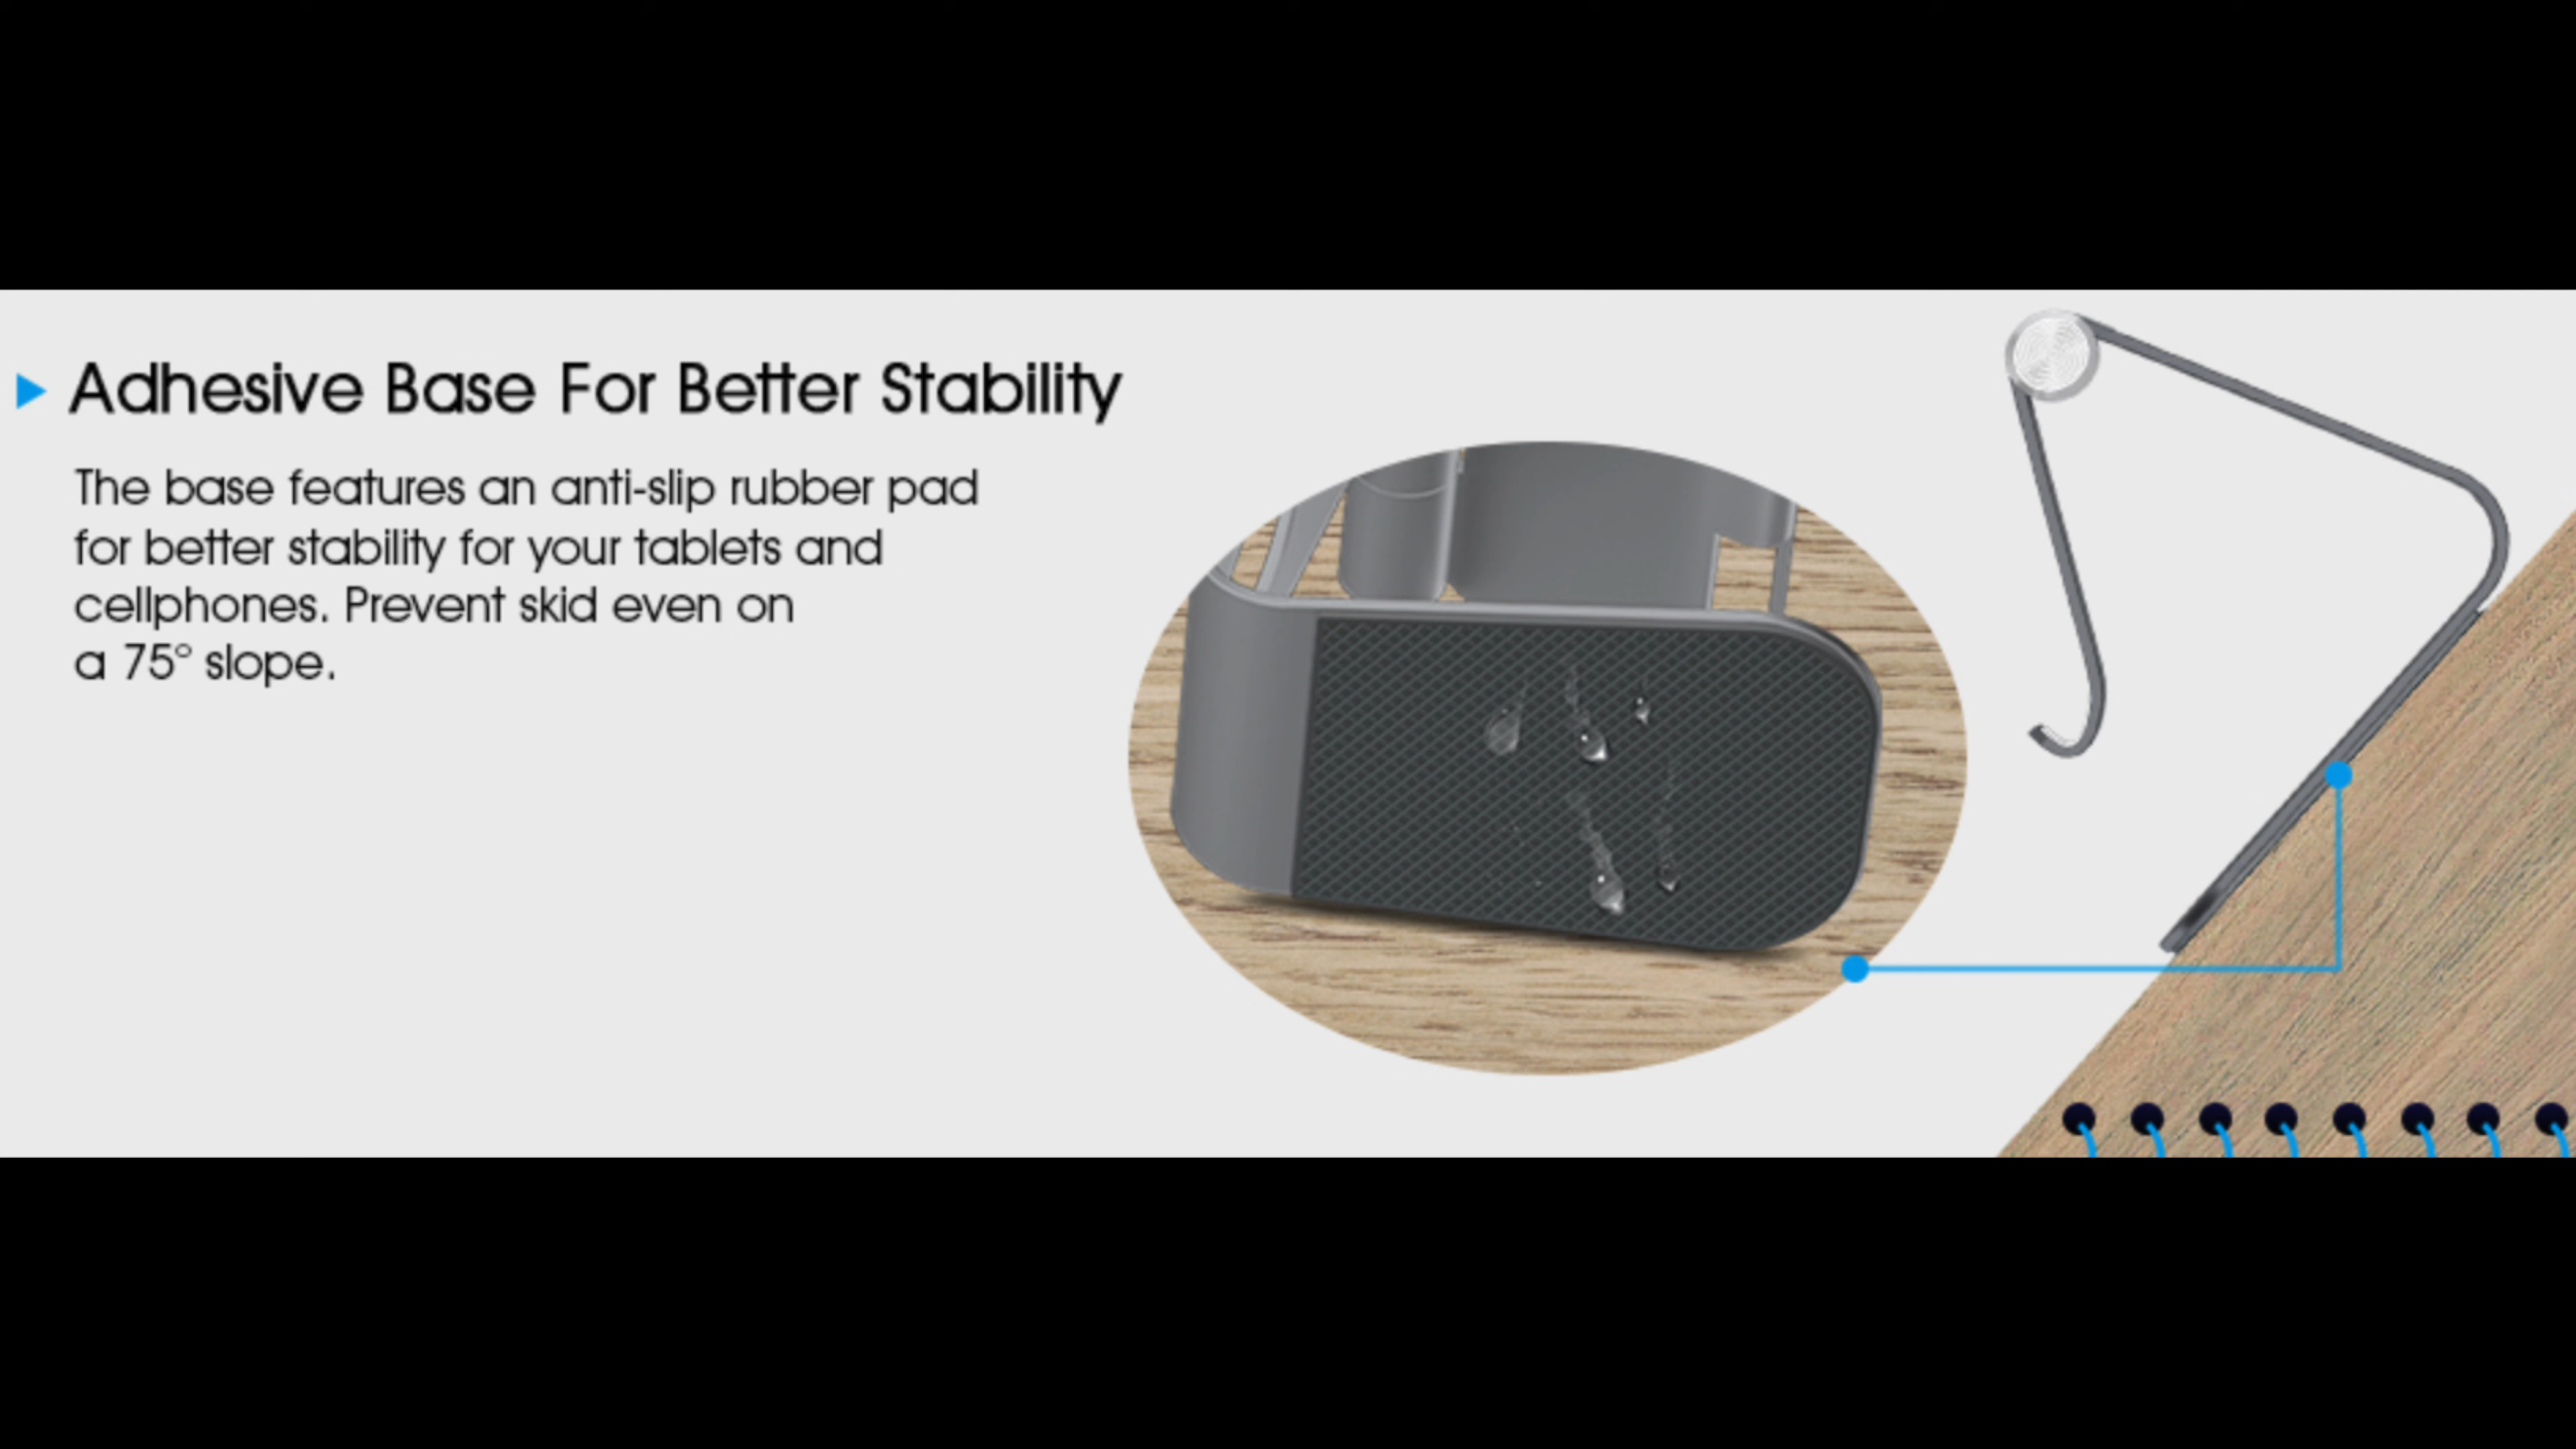 Adhesive Base For Better Stability
The base features an anti-slip rubber pad
for better stability for your tablets and
cellphones. Prevent skid even on
a 75° slope.